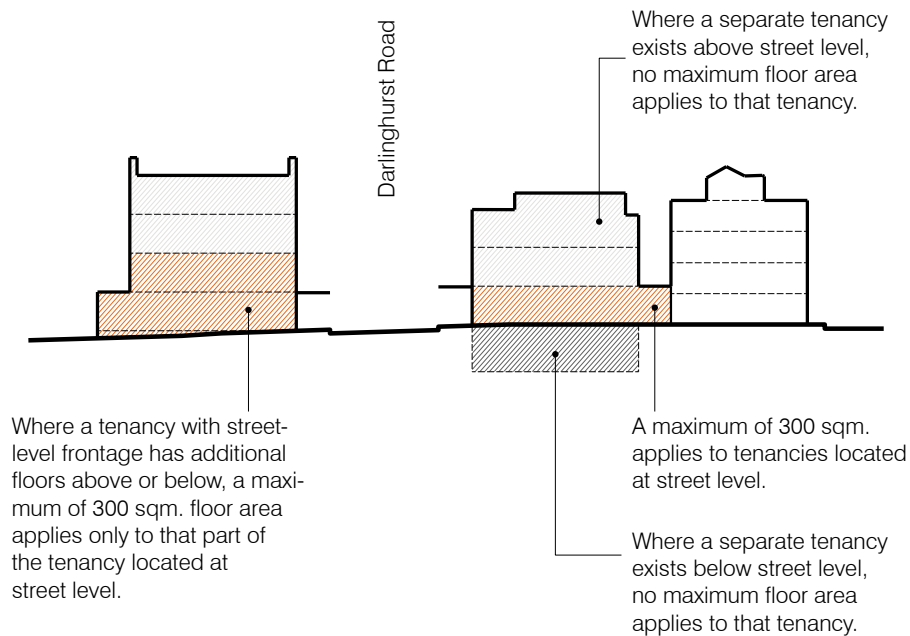 Where a separate tenancy
exists above street level,
no maximum floor area
applies to that tenancy.
Darlinghurst Road
Where a tenancy with street-
level frontage has additional
floors above or below, a maxi-
mum of 300 sqm. floor area
applies only to that part of
the tenancy located at
street level.
A maximum of 300 sqm.
applies to tenancies located
at street level.
Where a separate tenancy
exists below street level,
no maximum floor area
applies to that tenancy.